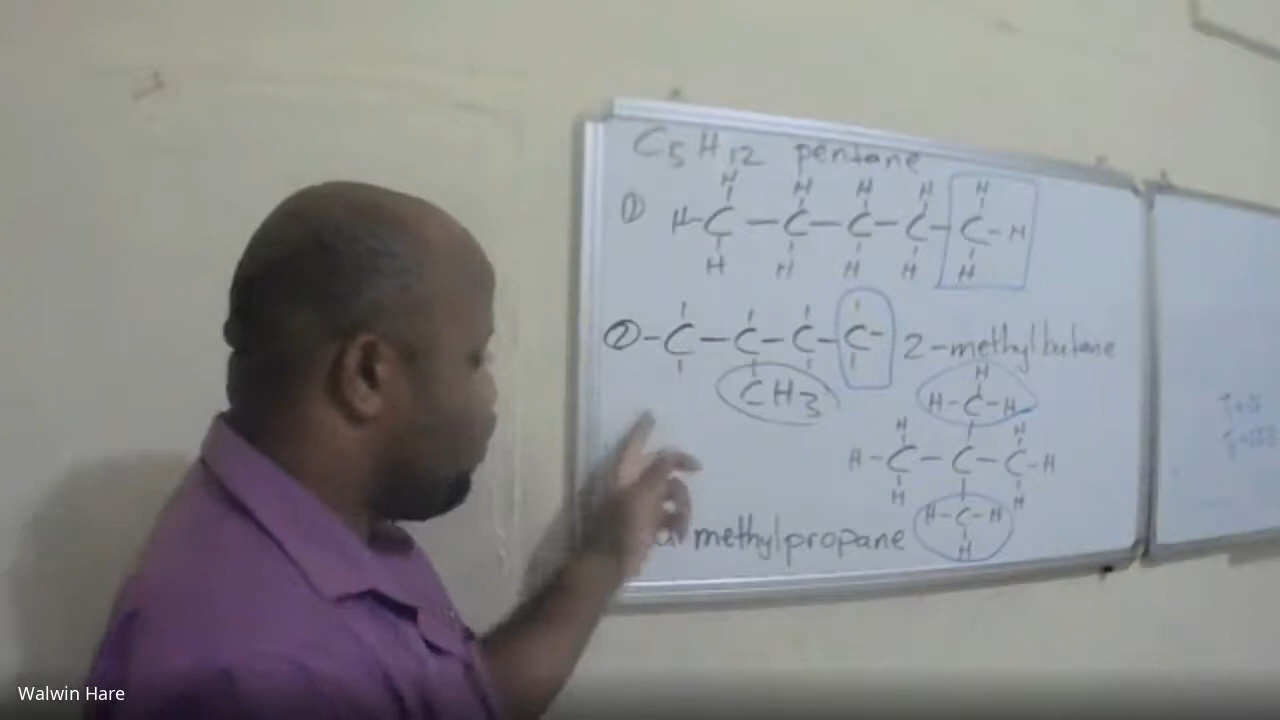 C5H12 pentane
H H H H H
① H-C-C-C-C-C-H
H H H H H
② -C-C-C-C- 2-methylbutane
CH3
H
H-C-H
H H
H-C-C-C-H
H H
H-C-H
H
methylpropane
Walwin Hare